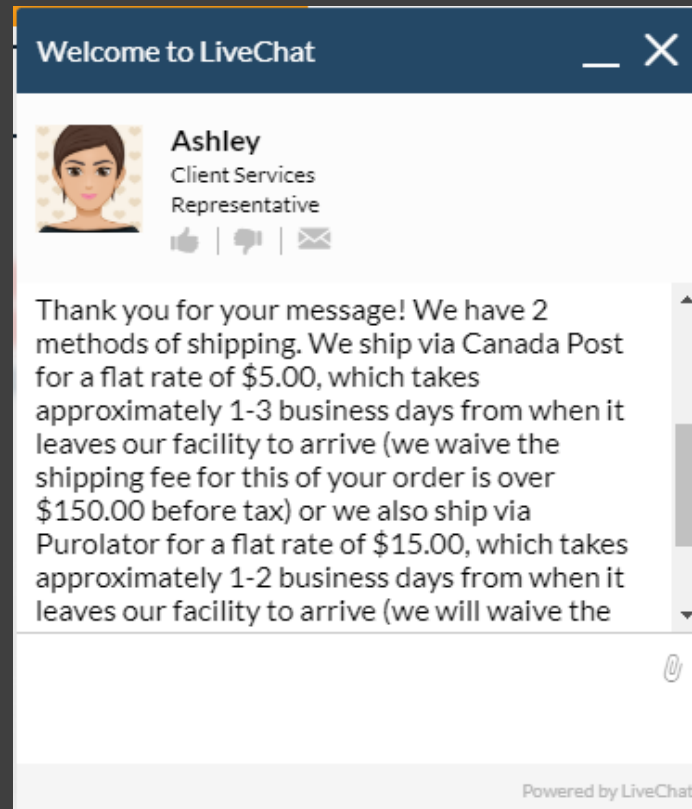 Welcome to LiveChat
Ashley
Client Services
Representative
Thank you for your message! We have 2
methods of shipping. We ship via Canada Post
for a flat rate of $5.00, which takes
approximately 1-3 business days from when it
leaves our facility to arrive (we waive the
shipping fee for this of your order is over
$150.00 before tax) or we also ship via
Purolator for a flat rate of $15.00, which takes
approximately 1-2 business days from when it
leaves our facility to arrive (we will waive the
Powered by LiveChat